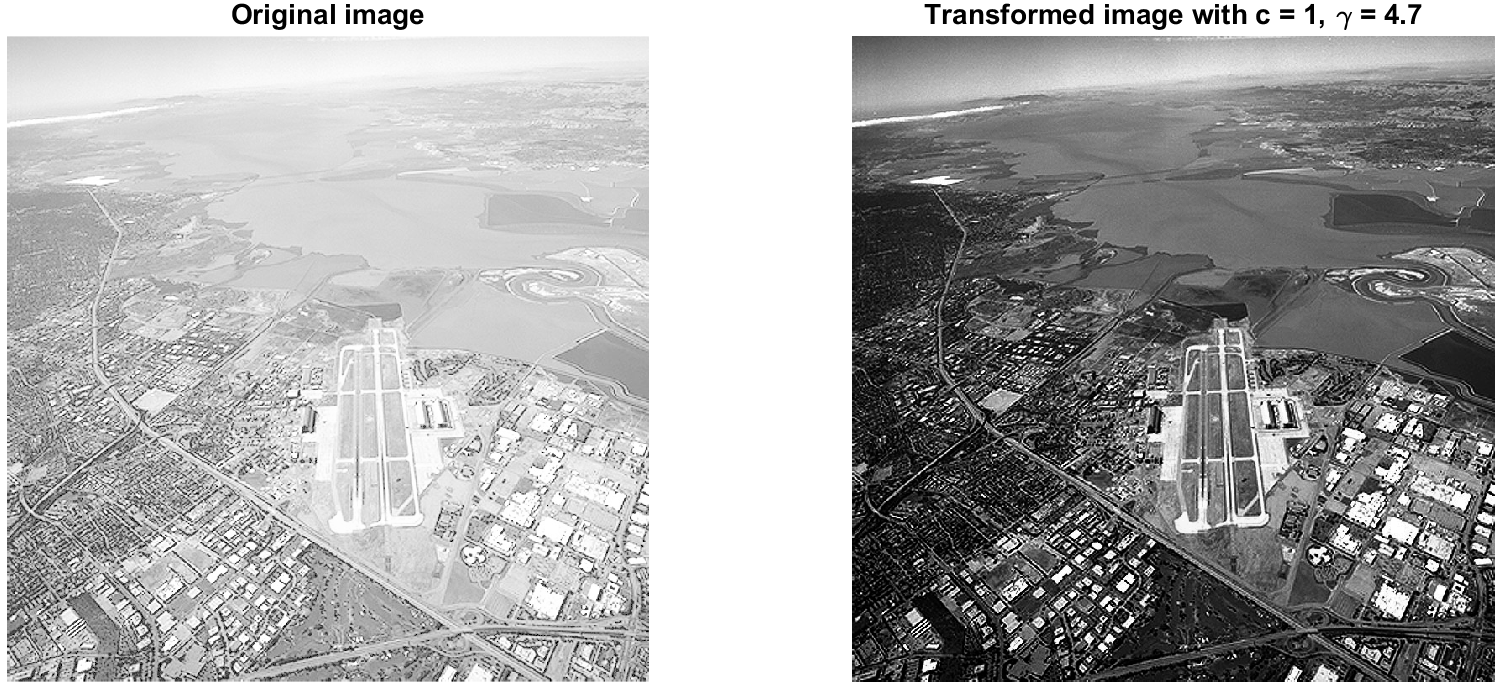 Original image
Transformed image with c = 1, γ = 4.7